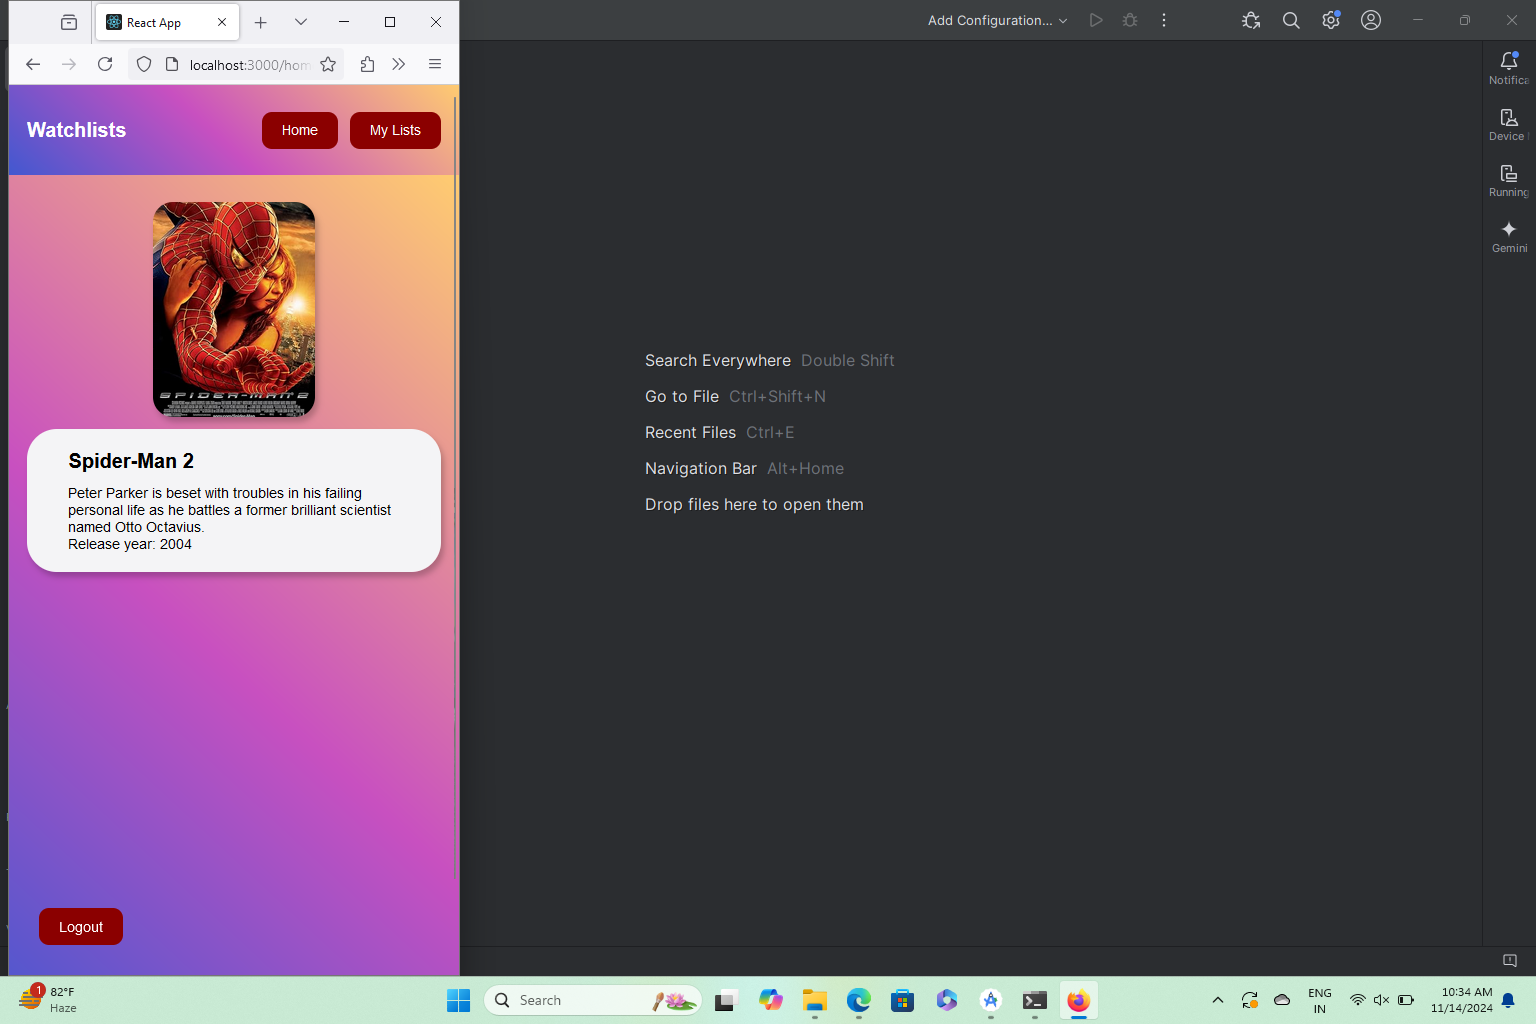 React App
localhost:3000/hom
Watchlists
Home
My Lists
SPIDER-MAN 2
Spider-Man 2
Peter Parker is beset with troubles in his failing
personal life as he battles a former brilliant scientist
named Otto Octavius.
Release year: 2004
Logout
Add Configuration...
Notifica
Device
Running
Gemini
Search Everywhere Double Shift
Go to File Ctrl+Shift+N
Recent Files Ctrl+E
Navigation Bar Alt+Home
Drop files here to open them
1
82°F
Haze
Search
ENG
IN
10:34 AM
11/14/2024